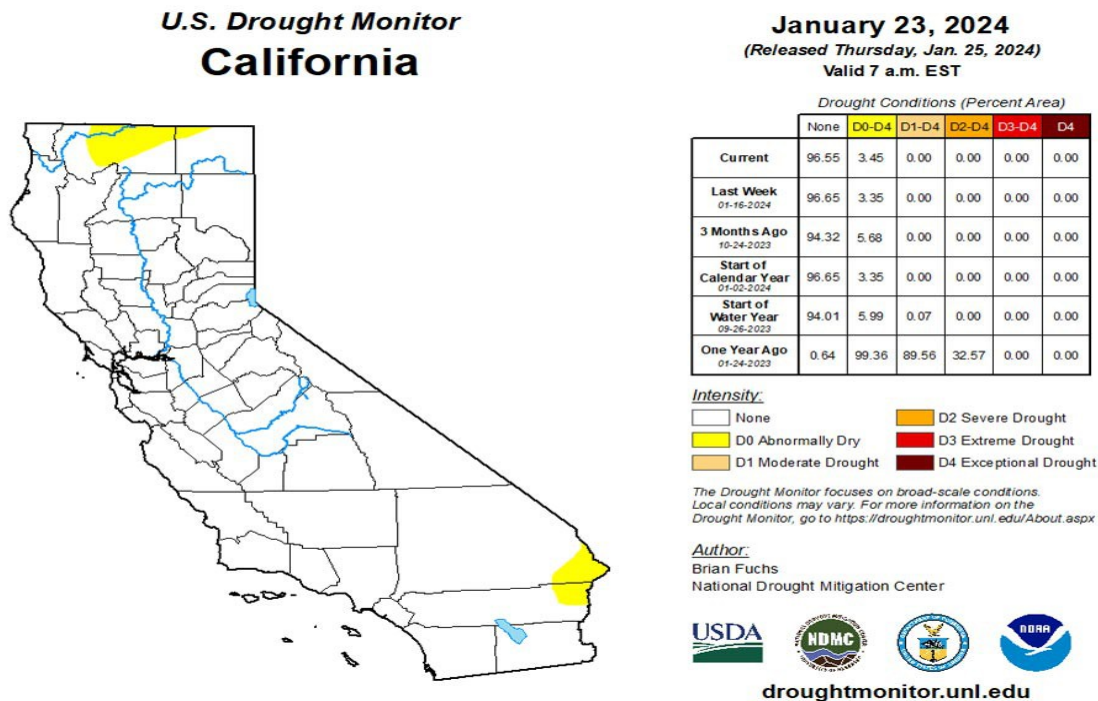 U.S. Drought Monitor
California
January 23, 2024
(Released Thursday, Jan. 25, 2024)
Valid 7 a.m. EST
Drought Conditions (Percent Area)
None D0-D4 D1-D4 D2-D4 D3-D4 D4
Current 96.55 3.45 0.00 0.00 0.00 0.00
Last Week
01-16-2024 96.65 3.35 0.00 0.00 0.00 0.00
3 Months Ago
10-24-2023 94.32 5.68 0.00 0.00 0.00 0.00
Start of
Calendar Year
01-02-2024 96.65 3.35 0.00 0.00 0.00 0.00
Start of
Water Year
09-26-2023 94.01 5.99 0.07 0.00 0.00 0.00
One Year Ago
01-24-2023 0.64 99.36 89.56 32.57 0.00 0.00
Intensity:
None
D0 Abnormally Dry
D1 Moderate Drought
D2 Severe Drought
D3 Extreme Drought
D4 Exceptional Drought
The Drought Monitor focuses on broad-scale conditions.
Local conditions may vary. For more information on the
Drought Monitor, go to https://droughtmonitor.unl.edu/About.aspx
Author:
Brian Fuchs
National Drought Mitigation Center
USDA
NDMC
NOAA
droughtmonitor.unl.edu